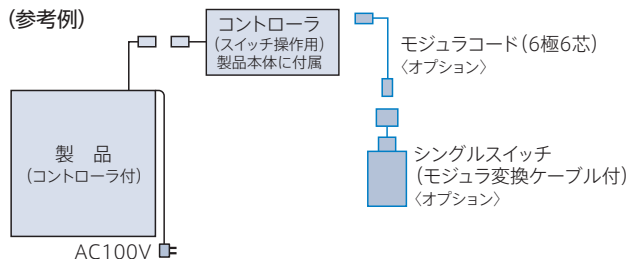 (参考例)
コントローラ
(スイッチ操作用)
製品本体に付属
モジュラコード(6極6芯)
〈オプション〉
製 品
(コントローラ付)
シングルスイッチ
(モジュラ変換ケーブル付)
〈オプション〉
AC100V